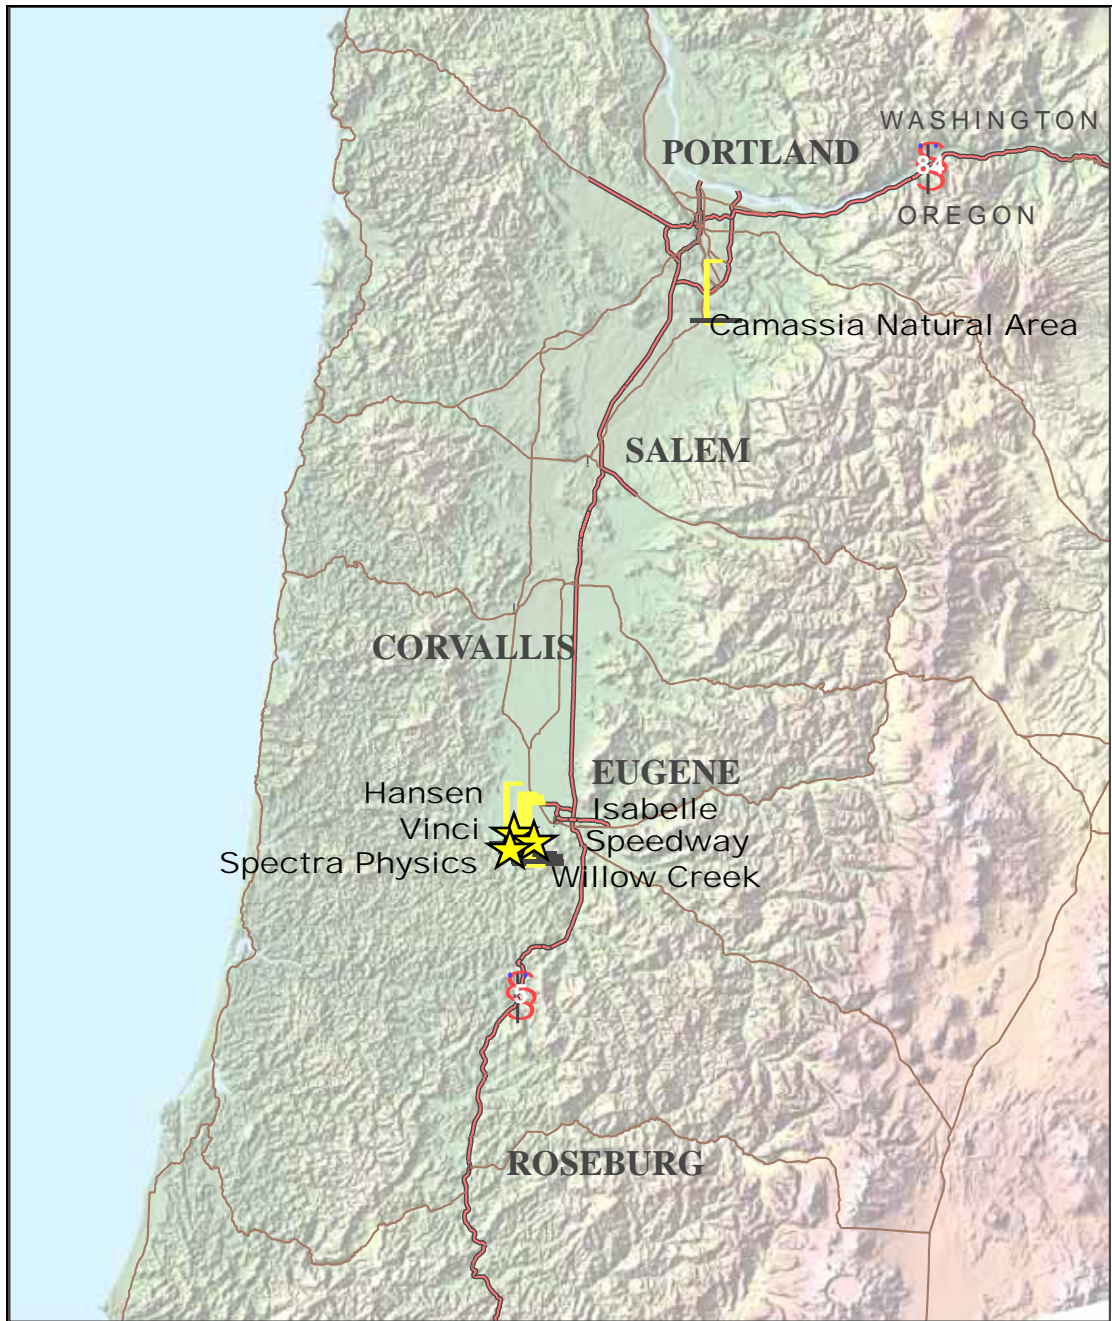 WASHINGTON
PORTLAND
84
OREGON
Camassia Natural Area
SALEM
CORVALLIS
EUGENE
Hansen
Isabelle
Vinci
Speedway
Spectra Physics
Willow Creek
5
ROSEBURG